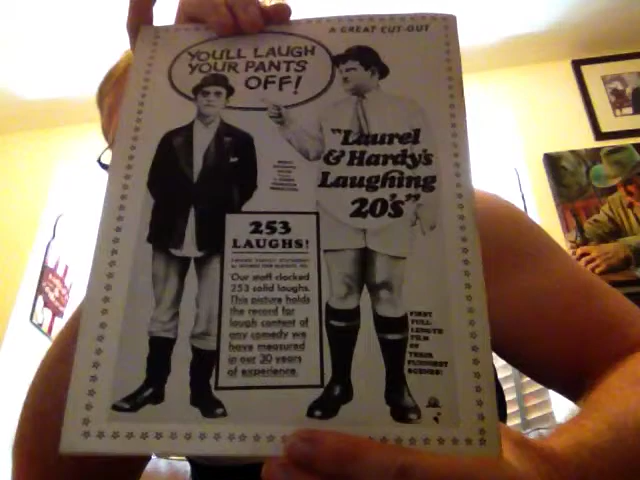 A GREAT CUT-OUT
YOU'LL LAUGH
YOUR PANTS
OFF!
"Laurel
& Hardy's
Laughing
20's"
253
LAUGHS!
"Our staff clocked
253 solid laughs.
This picture holds
the record for
laugh content of
any comedy we
have measured
in our 20 years
of experience.
FIRST
FULL-
LENGTH
FILM
OF
THEIR
FUNNIEST
SCENES!